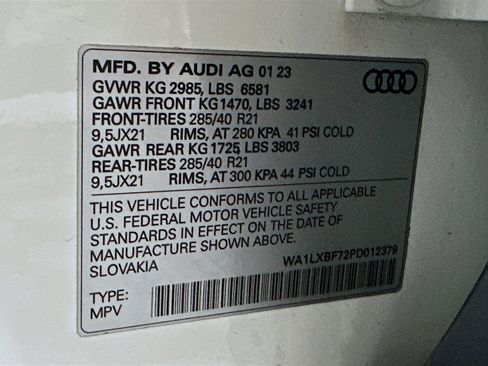 MFD. BY AUDI AG 01 23
GVWR KG 2985, LBS 6581
GAWR FRONT KG 1470, LBS 3241
FRONT-TIRES 285/40 R21
9,5JX21 RIMS, AT 280 KPA 41 PSI COLD
GAWR REAR KG 1725, LBS 3803
REAR-TIRES 285/40 R21
9,5JX21 RIMS, AT 300 KPA 44 PSI COLD
THIS VEHICLE CONFORMS TO ALL APPLICABLE
U.S. FEDERAL MOTOR VEHICLE SAFETY
STANDARDS IN EFFECT ON THE DATE OF
MANUFACTURE SHOWN ABOVE.
SLOVAKIA
WA1LXBF72PD012379
TYPE:
MPV